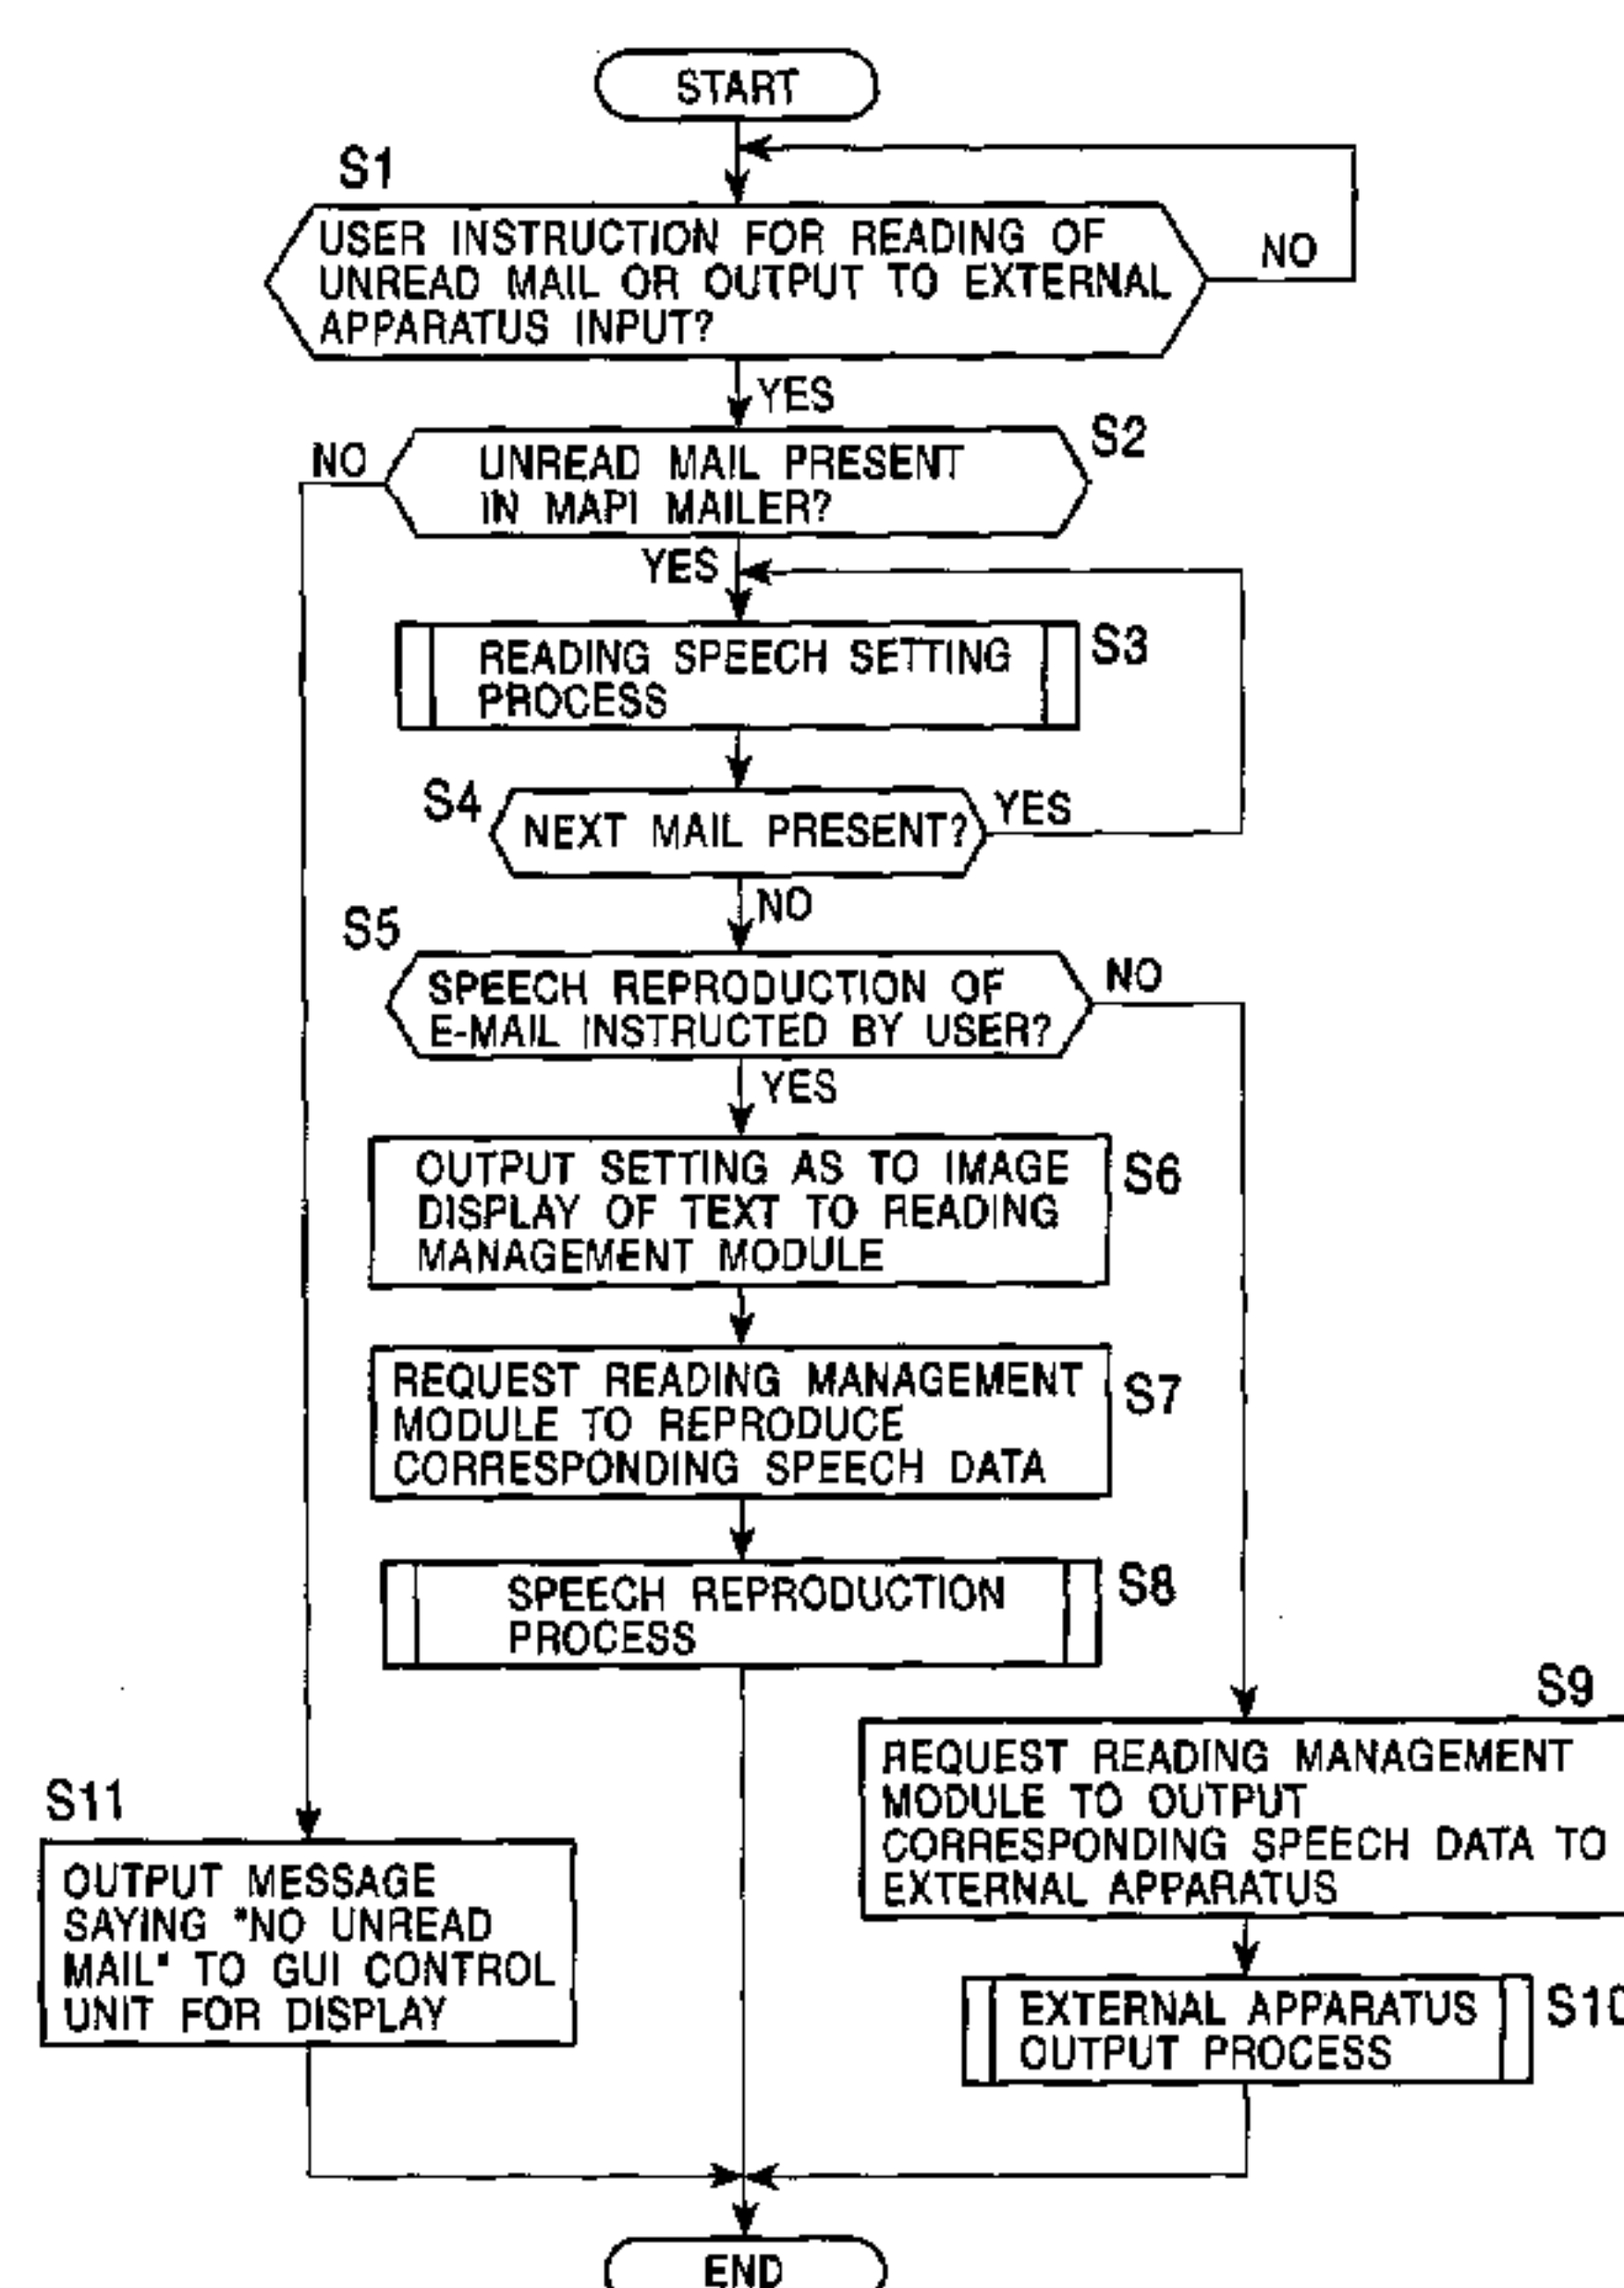 START
S1
USER INSTRUCTION FOR READING OF
UNREAD MAIL OR OUTPUT TO EXTERNAL
APPARATUS INPUT?
NO
YES
S2
NO
UNREAD MAIL PRESENT
IN MAPI MAILER?
YES
READING SPEECH SETTING
PROCESS
S3
S4
NEXT MAIL PRESENT?
YES
NO
S5
SPEECH REPRODUCTION OF
E-MAIL INSTRUCTED BY USER?
NO
YES
OUTPUT SETTING AS TO IMAGE
DISPLAY OF TEXT TO READING
MANAGEMENT MODULE
S6
REQUEST READING MANAGEMENT
MODULE TO REPRODUCE
CORRESPONDING SPEECH DATA
S7
SPEECH REPRODUCTION
PROCESS
S8
S9
REQUEST READING MANAGEMENT
MODULE TO OUTPUT
CORRESPONDING SPEECH DATA TO
EXTERNAL APPARATUS
S11
OUTPUT MESSAGE
SAYING "NO UNREAD
MAIL" TO GUI CONTROL
UNIT FOR DISPLAY
EXTERNAL APPARATUS
OUTPUT PROCESS
S10
END